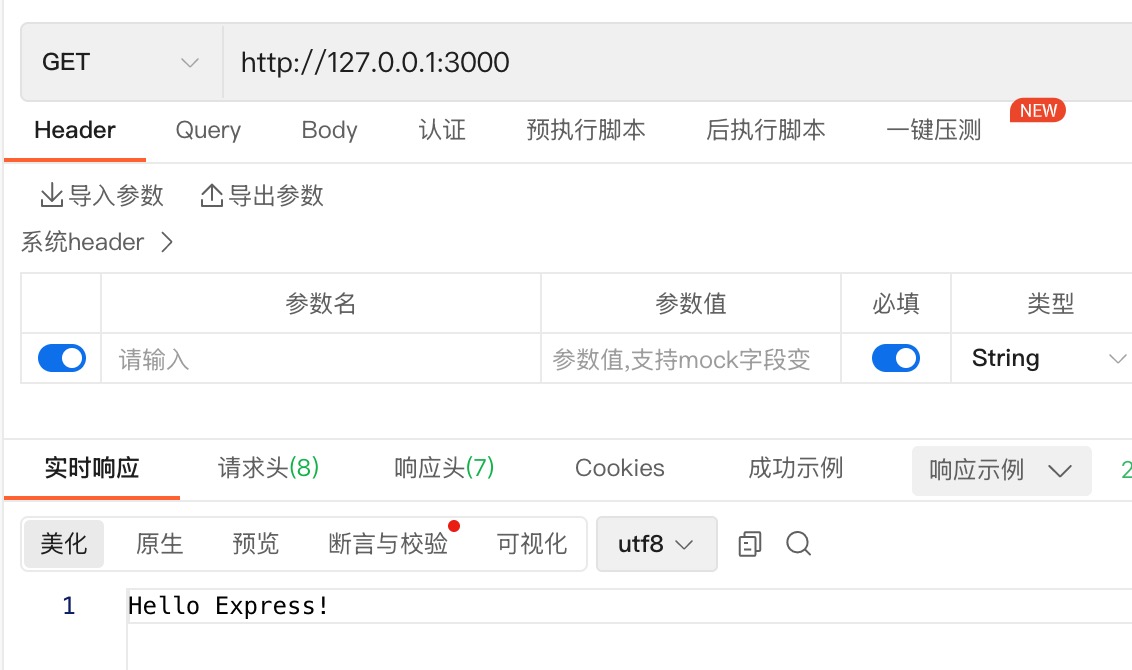 GET http://127.0.0.1:3000
Header Query Body 认证 预执行脚本 后执行脚本 一键压测 NEW
导入参数 导出参数
系统header
参数名 参数值 必填 类型
请输入 参数值,支持mock字段变 String
实时响应 请求头(8) 响应头(7) Cookies 成功示例 响应示例 2
美化 原生 预览 断言与校验 可视化 utf8
1 Hello Express!